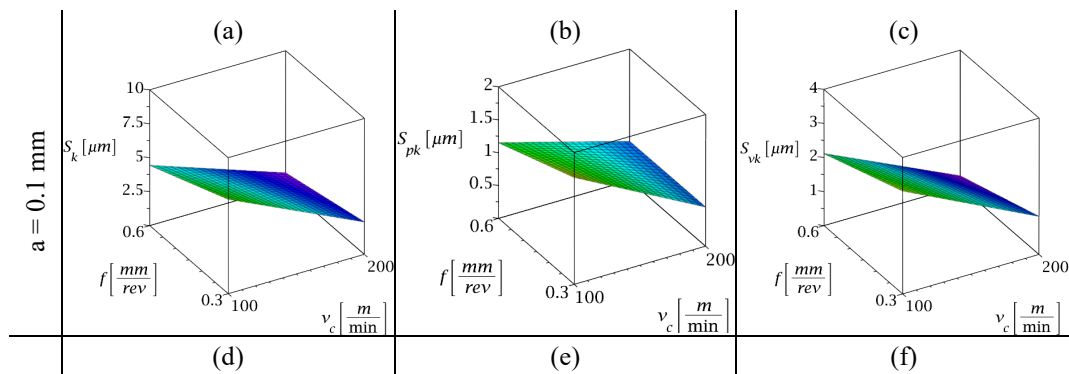 (a) (b) (c)
a = 0.1 mm
10
7.5
S_k [μm]
5
2.5
0.6
f [mm/rev]
0.3
100
200
v_c [m/min]
2
1.5
S_pk [μm]
1
0.5
0.6
f [mm/rev]
0.3
100
200
v_c [m/min]
4
3
S_vk [μm]
2
1
0.6
f [mm/rev]
0.3
100
200
v_c [m/min]
(d) (e) (f)